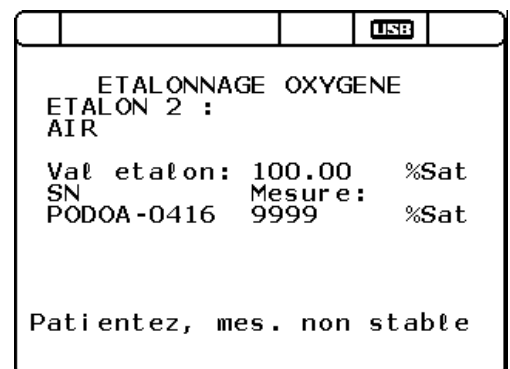 USB
ETALONNAGE OXYGENE
ETALON 2 :
AIR
Val etalon: 100.00 %Sat
SN Mesure:
PODOA-0416 9999 %Sat
Patientez, mes. non stable